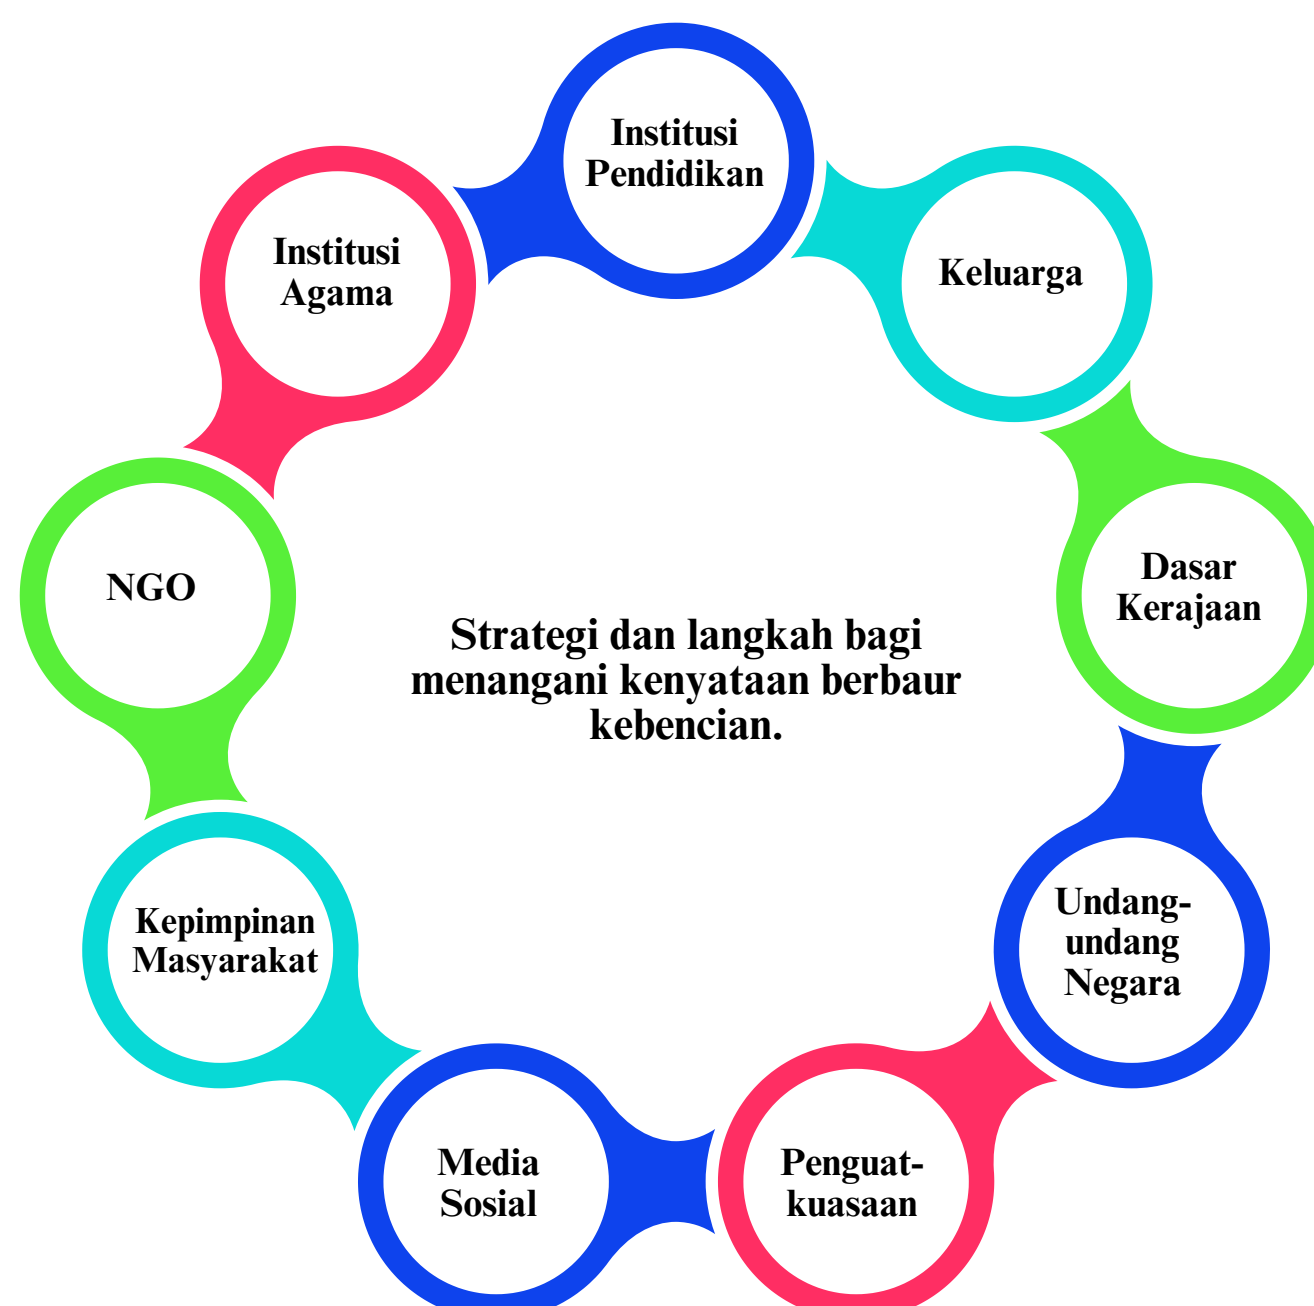 Institusi
Pendidikan
Keluarga
Dasar
Kerajaan
Undang-
undang
Negara
Penguat-
kuasaan
Media
Sosial
Kepimpinan
Masyarakat
NGO
Institusi
Agama
Strategi dan langkah bagi
menangani kenyataan berbaur
kebencian.